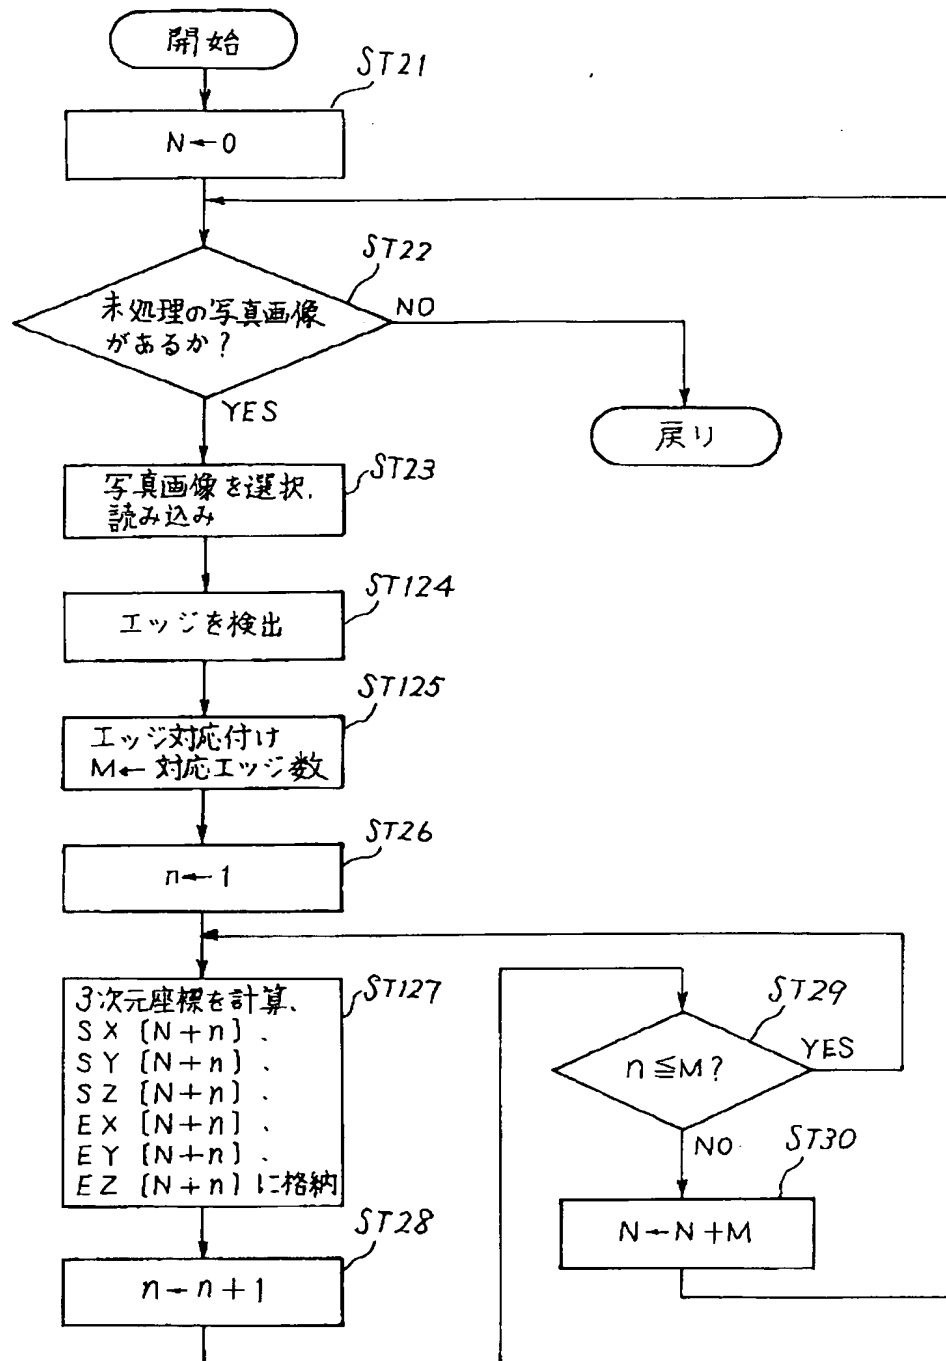 開始
ST21
N←0
ST22
未処理の写真画像
があるか？
NO
YES
戻り
ST23
写真画像を選択、
読み込み
ST124
エッジを検出
ST125
エッジ対応付け
M←対応エッジ数
ST26
n←1
ST127
3次元座標を計算、
SX [N+n]、
SY [N+n]、
SZ [N+n]、
EX [N+n]、
EY [N+n]、
EZ [N+n] に格納
ST28
n←n+1
ST29
n≦M?
YES
NO
ST30
N←N+M